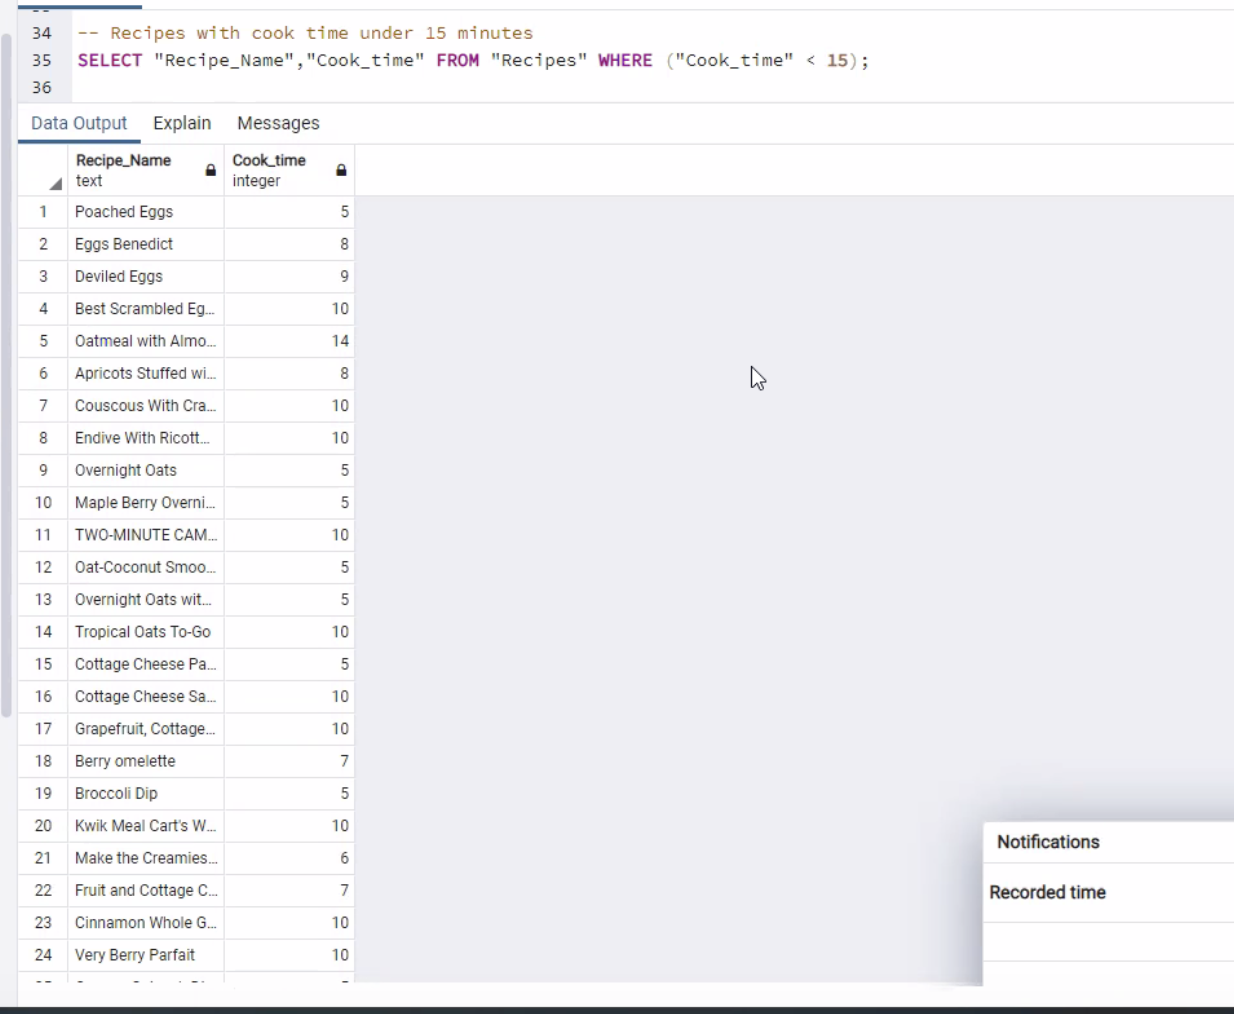 34 -- Recipes with cook time under 15 minutes
35 SELECT "Recipe_Name","Cook_time" FROM "Recipes" WHERE ("Cook_time" < 15);
36
Data Output Explain Messages
Recipe_Name Cook_time
text integer
1 Poached Eggs 5
2 Eggs Benedict 8
3 Deviled Eggs 9
4 Best Scrambled Eg... 10
5 Oatmeal with Almo... 14
6 Apricots Stuffed wi... 8
7 Couscous With Cra... 10
8 Endive With Ricott... 10
9 Overnight Oats 5
10 Maple Berry Overni... 5
11 TWO-MINUTE CAM... 10
12 Oat-Coconut Smoo... 5
13 Overnight Oats wit... 5
14 Tropical Oats To-Go 10
15 Cottage Cheese Pa... 5
16 Cottage Cheese Sa... 10
17 Grapefruit, Cottage... 10
18 Berry omelette 7
19 Broccoli Dip 5
20 Kwik Meal Cart's W... 10
21 Make the Creamies... 6
22 Fruit and Cottage C... 7
23 Cinnamon Whole G... 10
24 Very Berry Parfait 10
Notifications
Recorded time